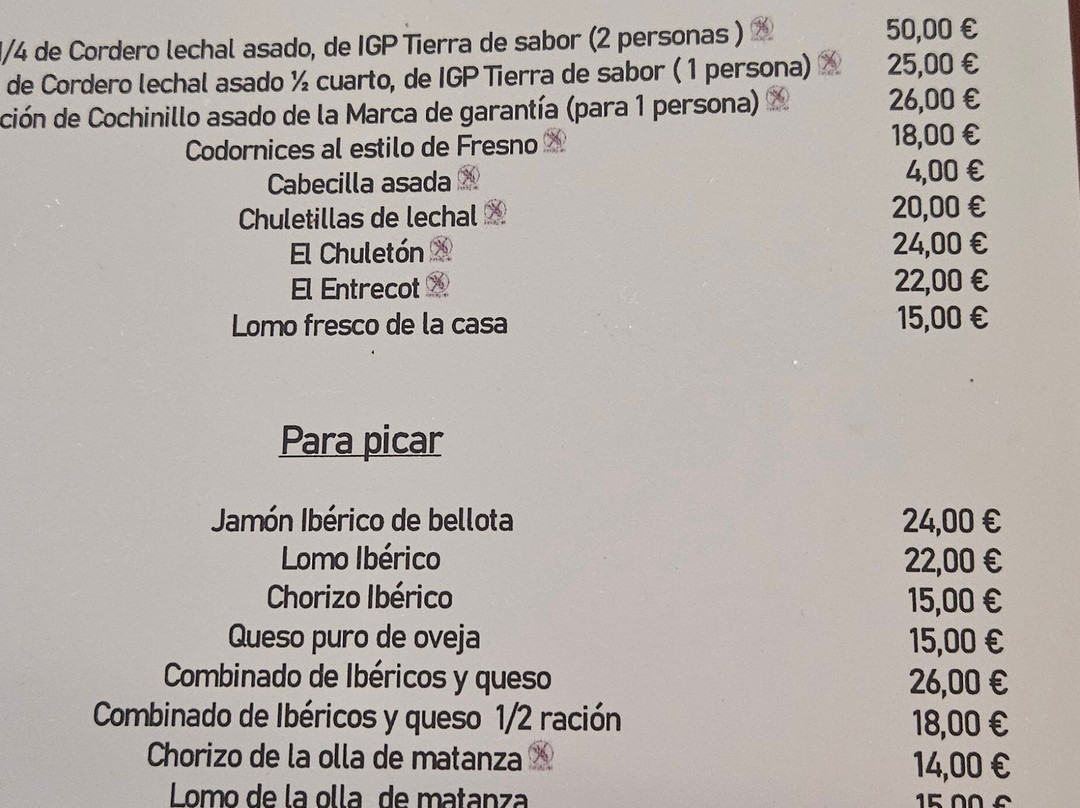 1/4 de Cordero lechal asado, de IGP Tierra de sabor (2 personas ) 50,00 €
de Cordero lechal asado ½ cuarto, de IGP Tierra de sabor ( 1 persona) 25,00 €
ción de Cochinillo asado de la Marca de garantía (para 1 persona) 26,00 €
Codornices al estilo de Fresno 18,00 €
Cabecilla asada 4,00 €
Chuletillas de lechal 20,00 €
El Chuletón 24,00 €
El Entrecot 22,00 €
Lomo fresco de la casa 15,00 €
Para picar
Jamón Ibérico de bellota 24,00 €
Lomo Ibérico 22,00 €
Chorizo Ibérico 15,00 €
Queso puro de oveja 15,00 €
Combinado de Ibéricos y queso 26,00 €
Combinado de Ibéricos y queso 1/2 ración 18,00 €
Chorizo de la olla de matanza 14,00 €
Lomo de la olla de matanza 15,00 €